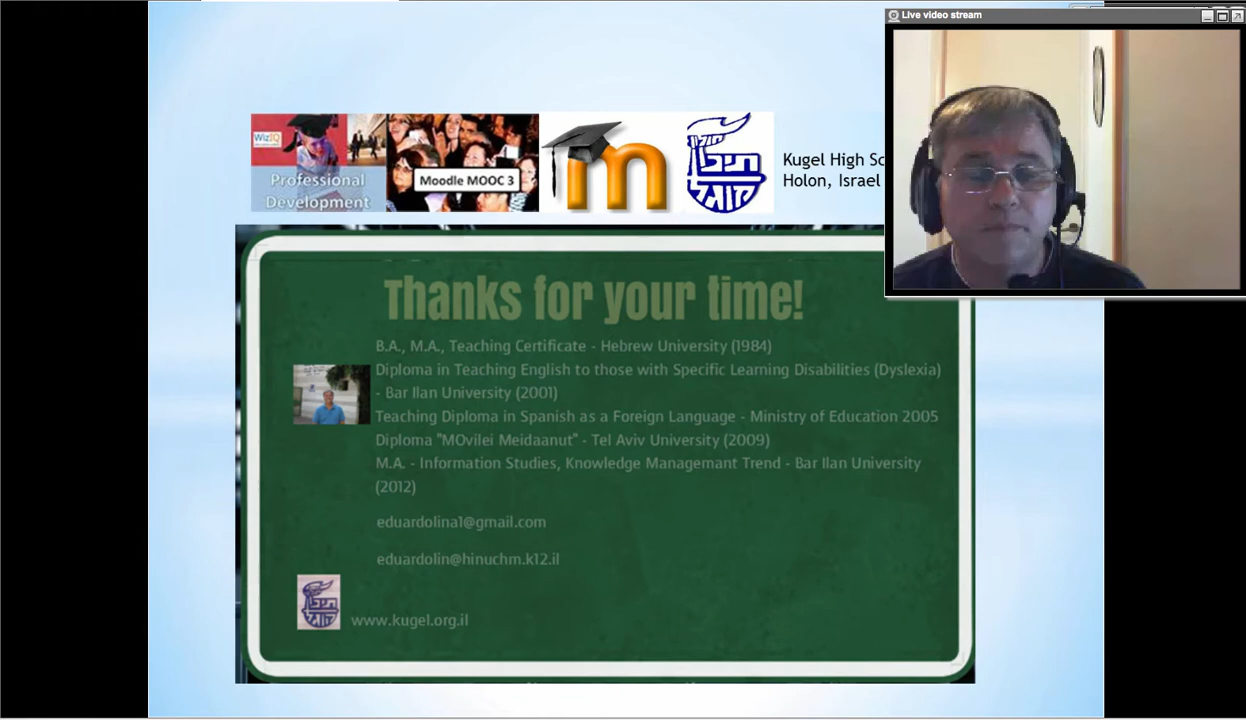 Live video stream
WizIQ
Professional
Development
Moodle MOOC 3
m
תיכון
קוגל
Kugel High Sc
Holon, Israel
Thanks for your time!
B.A., M.A., Teaching Certificate - Hebrew University (1984)
Diploma in Teaching English to those with Specific Learning Disabilities (Dyslexia)
- Bar Ilan University (2001)
Teaching Diploma in Spanish as a Foreign Language - Ministry of Education 2005
Diploma "MOvilei Meidaanut" - Tel Aviv University (2009)
M.A. - Information Studies, Knowledge Managemant Trend - Bar Ilan University
(2012)
eduardolina1@gmail.com
eduardolin@hinuchm.k12.il
www.kugel.org.il